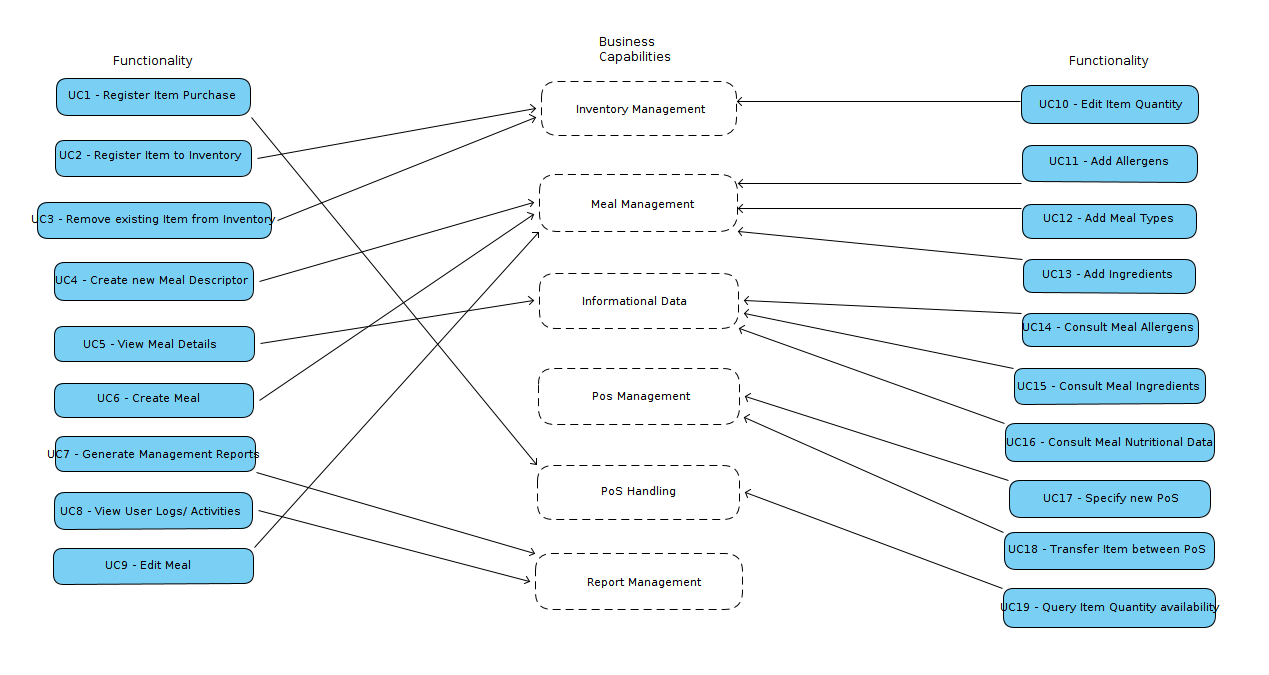 Functionality
UC1 - Register Item Purchase
UC2 - Register Item to Inventory
UC3 - Remove existing Item from Inventory
UC4 - Create new Meal Descriptor
UC5 - View Meal Details
UC6 - Create Meal
UC7 - Generate Management Reports
UC8 - View User Logs/ Activities
UC9 - Edit Meal
Business
Capabilities
Inventory Management
Meal Management
Informational Data
Pos Management
PoS Handling
Report Management
Functionality
UC10 - Edit Item Quantity
UC11 - Add Allergens
UC12 - Add Meal Types
UC13 - Add Ingredients
UC14 - Consult Meal Allergens
UC15 - Consult Meal Ingredients
UC16 - Consult Meal Nutritional Data
UC17 - Specify new PoS
UC18 - Transfer Item between PoS
UC19 - Query Item Quantity availability